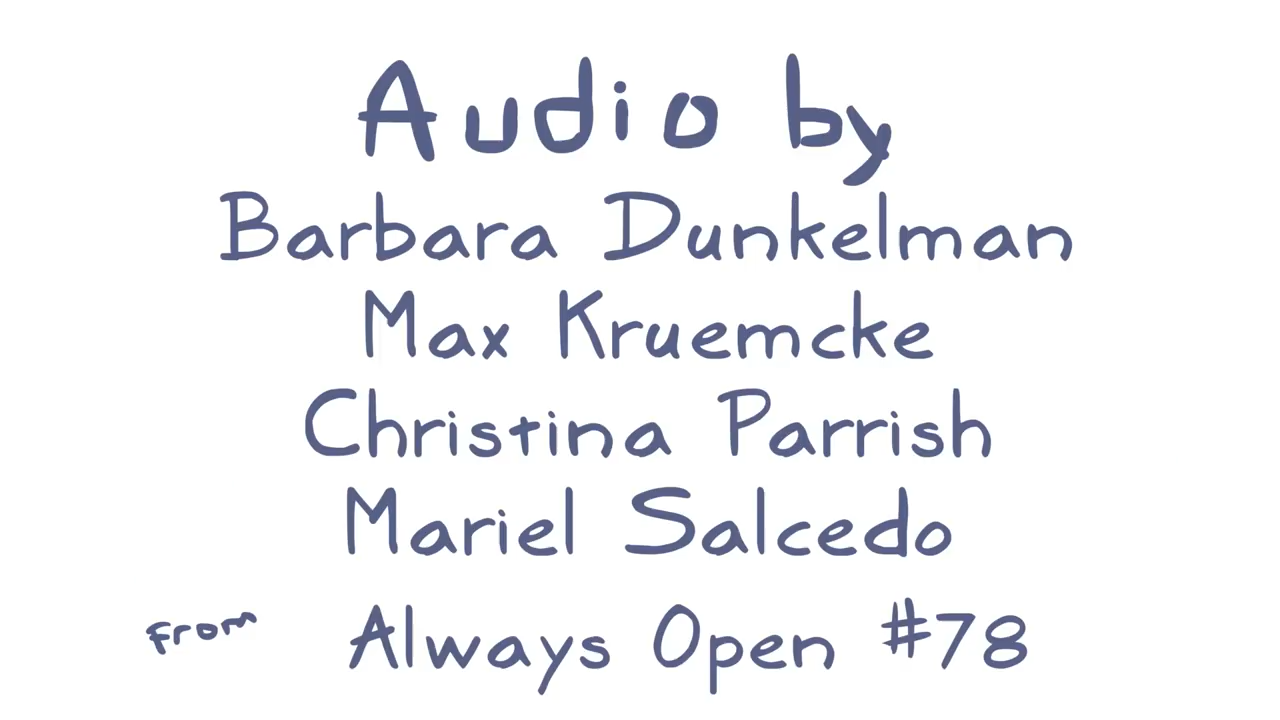 Audio by
Barbara Dunkelman
Max Kruemcke
Christina Parrish
Mariel Salcedo
from Always Open #78